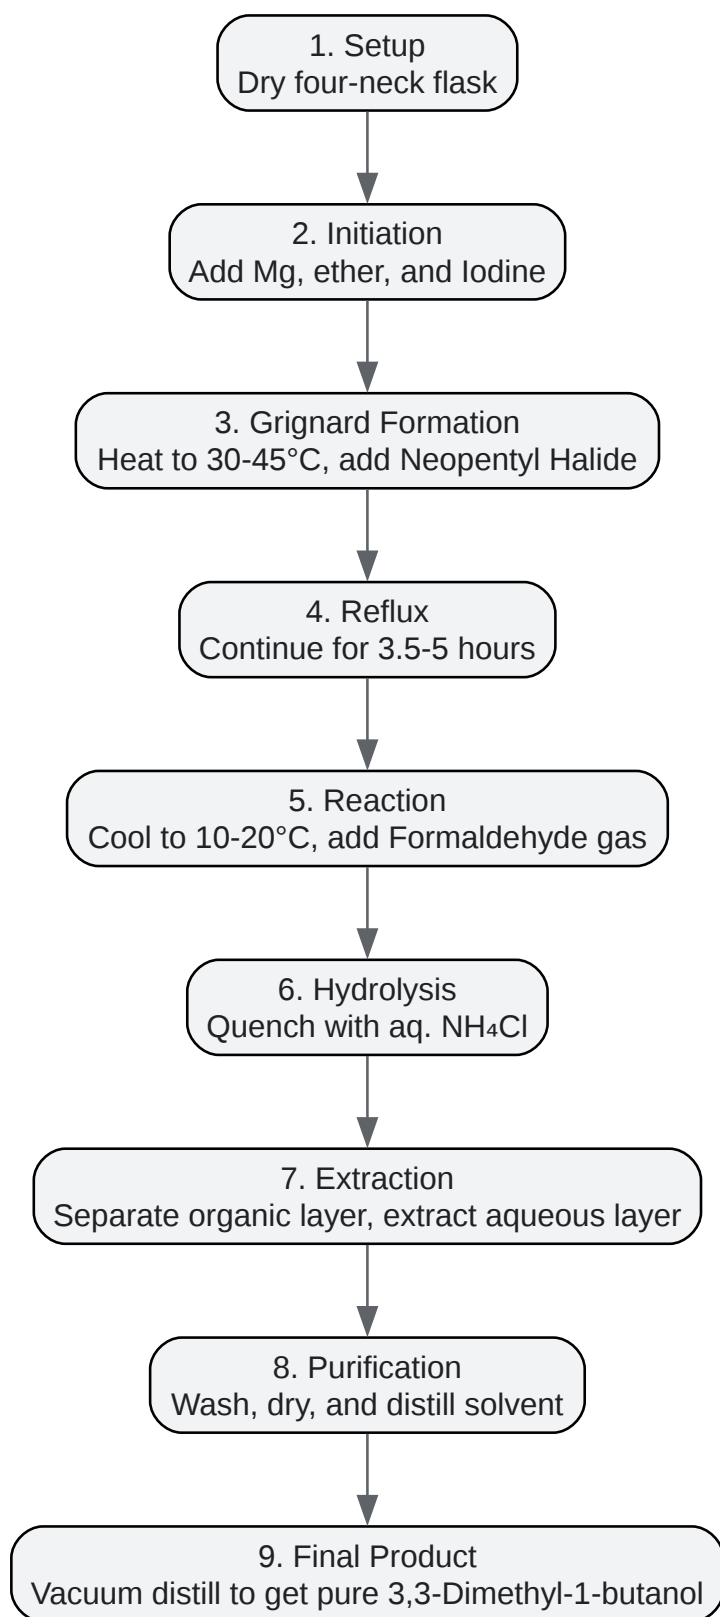 1. Setup
Dry four-neck flask
2. Initiation
Add Mg, ether, and Iodine
3. Grignard Formation
Heat to 30-45°C, add Neopentyl Halide
4. Reflux
Continue for 3.5-5 hours
5. Reaction
Cool to 10-20°C, add Formaldehyde gas
6. Hydrolysis
Quench with aq. NH₄Cl
7. Extraction
Separate organic layer, extract aqueous layer
8. Purification
Wash, dry, and distill solvent
9. Final Product
Vacuum distill to get pure 3,3-Dimethyl-1-butanol